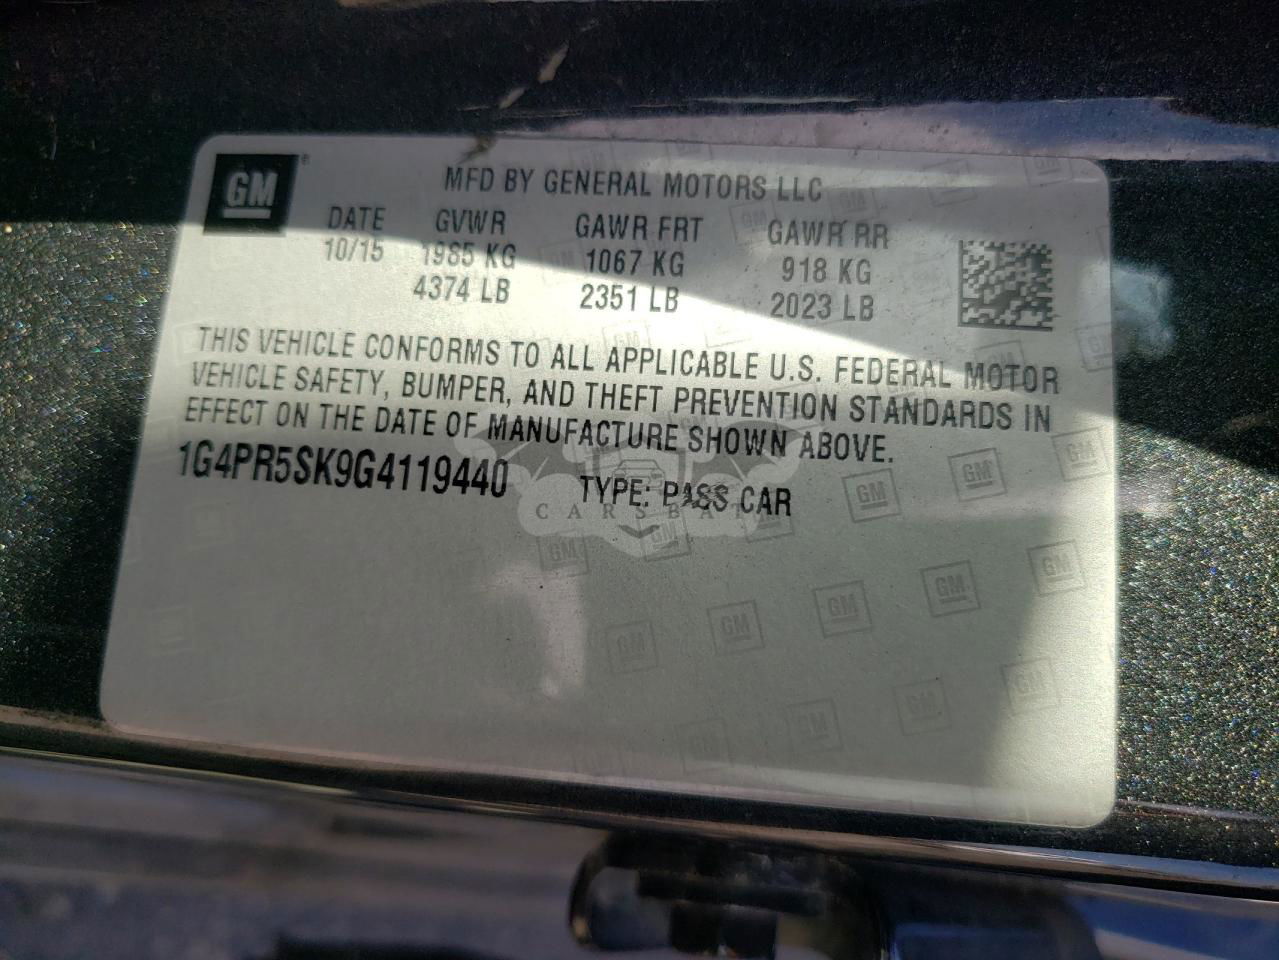 GM
MFD BY GENERAL MOTORS LLC
DATE GVWR GAWR FRT GAWR RR
10/15 1985 KG 1067 KG 918 KG
4374 LB 2351 LB 2023 LB
THIS VEHICLE CONFORMS TO ALL APPLICABLE U.S. FEDERAL MOTOR
VEHICLE SAFETY, BUMPER, AND THEFT PREVENTION STANDARDS IN
EFFECT ON THE DATE OF MANUFACTURE SHOWN ABOVE.
1G4PR5SK9G4119440 TYPE: PASS CAR
CARSBAT